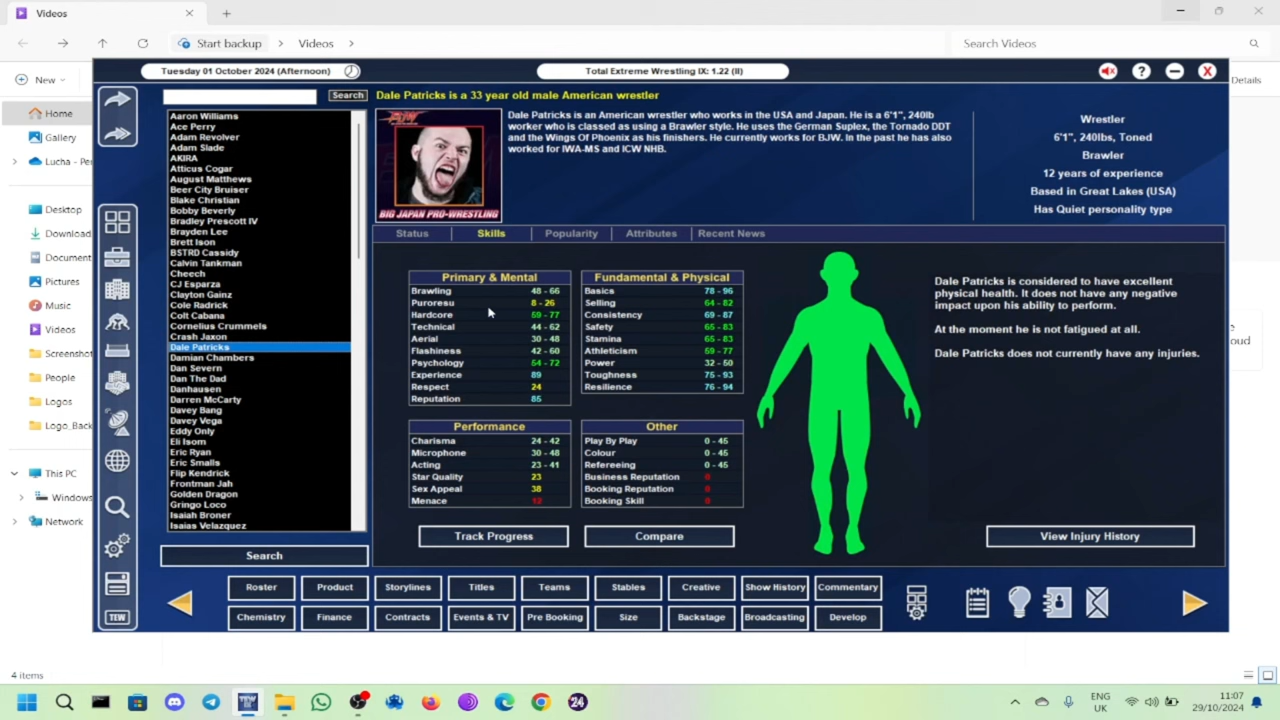 Videos
Start backup
Videos
Search Videos
New
Details
Home
Gallery
Lucha - Pe
Desktop
Download
Document
Pictures
Music
Videos
Screenshot
People
Logos
Logo_Back
This PC
Windows
Network
4 items
oud
Tuesday 01 October 2024 (Afternoon)
Total Extreme Wrestling IX: 1.22 (II)
?
X
Search
Aaron Williams
Ace Perry
Adam Revolver
Adam Slade
AKIRA
Atticus Cogar
August Matthews
Beer City Bruiser
Blake Christian
Bobby Beverly
Bradley Prescott IV
Brayden Lee
Brett Ison
BSTRD Cassidy
Calvin Tankman
Cheech
CJ Esparza
Clayton Gainz
Cole Radrick
Colt Cabana
Cornelius Crummels
Crash Jaxon
Dale Patricks
Damian Chambers
Dan Severn
Dan The Dad
Danhausen
Darren McCarty
Davey Bang
Davey Vega
Eddy Only
Eli Isom
Eric Ryan
Eric Smalls
Flip Kendrick
Frontman Jah
Golden Dragon
Gringo Loco
Isaiah Broner
Isaias Velazquez
Search
TEW
Dale Patricks is a 33 year old male American wrestler
BJW
BIG JAPAN PRO-WRESTLING
Dale Patricks is an American wrestler who works in the USA and Japan. He is a 6'1", 240lb
worker who is classed as using a Brawler style. He uses the German Suplex, the Tornado DDT
and the Wings Of Phoenix as his finishers. He currently works for BJW. In the past he has also
worked for IWA-MS and ICW NHB.
Wrestler
6'1", 240lbs, Toned
Brawler
12 years of experience
Based in Great Lakes (USA)
Has Quiet personality type
Status
Skills
Popularity
Attributes
Recent News
Primary & Mental
Brawling 48 - 66
Puroresu 8 - 26
Hardcore 59 - 77
Technical 44 - 62
Aerial 30 - 48
Flashiness 42 - 60
Psychology 54 - 72
Experience 89
Respect 24
Reputation 85
Fundamental & Physical
Basics 78 - 96
Selling 64 - 82
Consistency 69 - 87
Safety 65 - 83
Stamina 65 - 83
Athleticism 59 - 77
Power 32 - 50
Toughness 75 - 93
Resilience 76 - 94
Performance
Charisma 24 - 42
Microphone 30 - 48
Acting 23 - 41
Star Quality 23
Sex Appeal 38
Menace 12
Other
Play By Play 0 - 45
Colour 0 - 45
Refereeing 0 - 45
Business Reputation 0
Booking Reputation 0
Booking Skill 0
Dale Patricks is considered to have excellent
physical health. It does not have any negative
impact upon his ability to perform.
At the moment he is not fatigued at all.
Dale Patricks does not currently have any injuries.
Track Progress
Compare
View Injury History
Roster
Product
Storylines
Titles
Teams
Stables
Creative
Show History
Commentary
Chemistry
Finance
Contracts
Events & TV
Pre Booking
Size
Backstage
Broadcasting
Develop
TEW
24
ENG
UK
11:07
29/10/2024